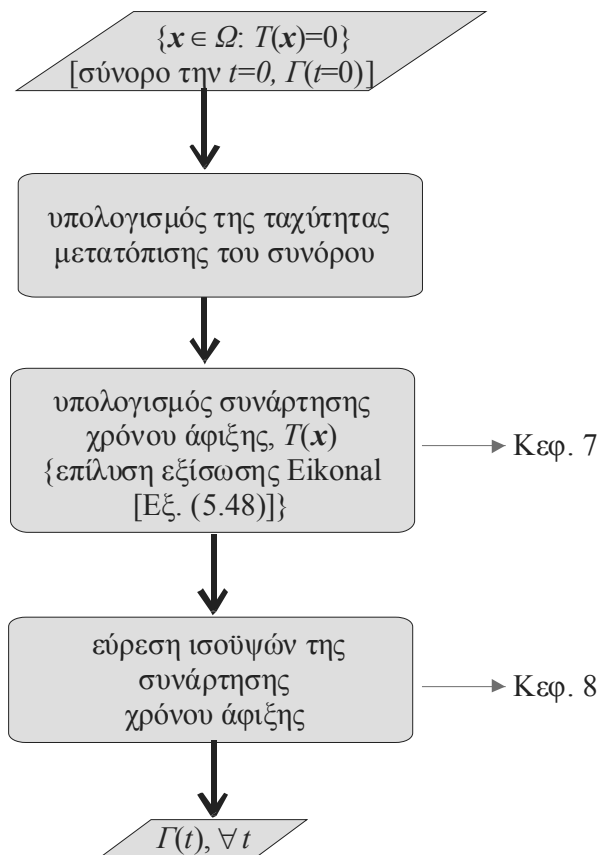 {x ∈ Ω: T(x)=0}
[σύνορο την t=0, Γ(t=0)]
υπολογισμός της ταχύτητας
μετατόπισης του συνόρου
υπολογισμός συνάρτησης
χρόνου άφιξης, T(x)
{επίλυση εξίσωσης Eikonal
[Εξ. (5.48)]}
Κεφ. 7
εύρεση ισοϋψών της
συνάρτησης
χρόνου άφιξης
Κεφ. 8
Γ(t), ∀ t